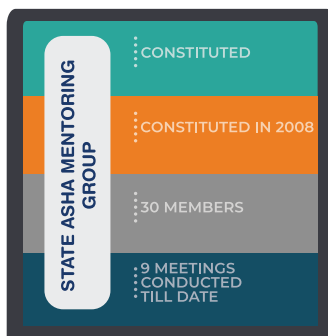 STATE ASHA MENTORING
GROUP
CONSTITUTED
CONSTITUTED IN 2008
30 MEMBERS
9 MEETINGS
CONDUCTED
TILL DATE